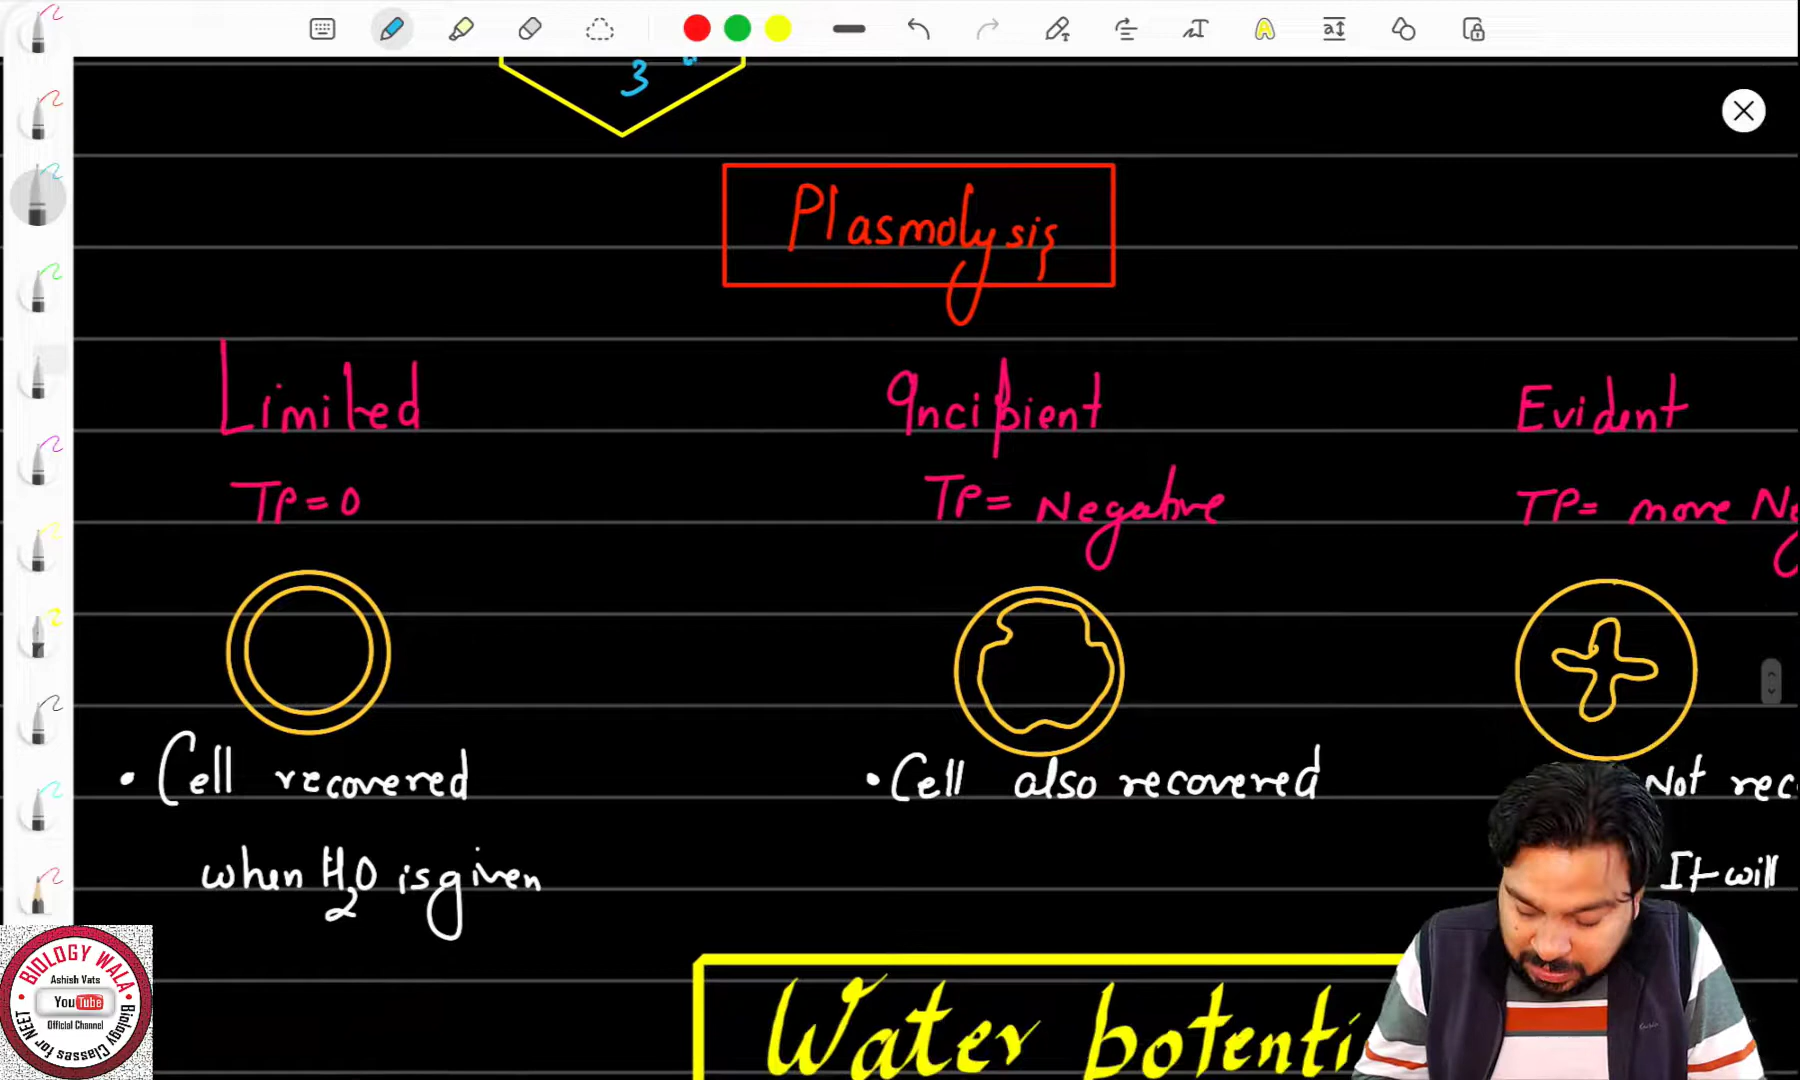 3
Plasmolysis
Limited
Incipient
Evident
TP = 0
TP = Negative
TP = more Ne
• Cell recovered
• Cell also recovered
Not rec
when H₂O is given
It will
Water potenti
BIOLOGY WALA
Ashish Vats
YouTube
Official Channel
Biology Classes for NEET